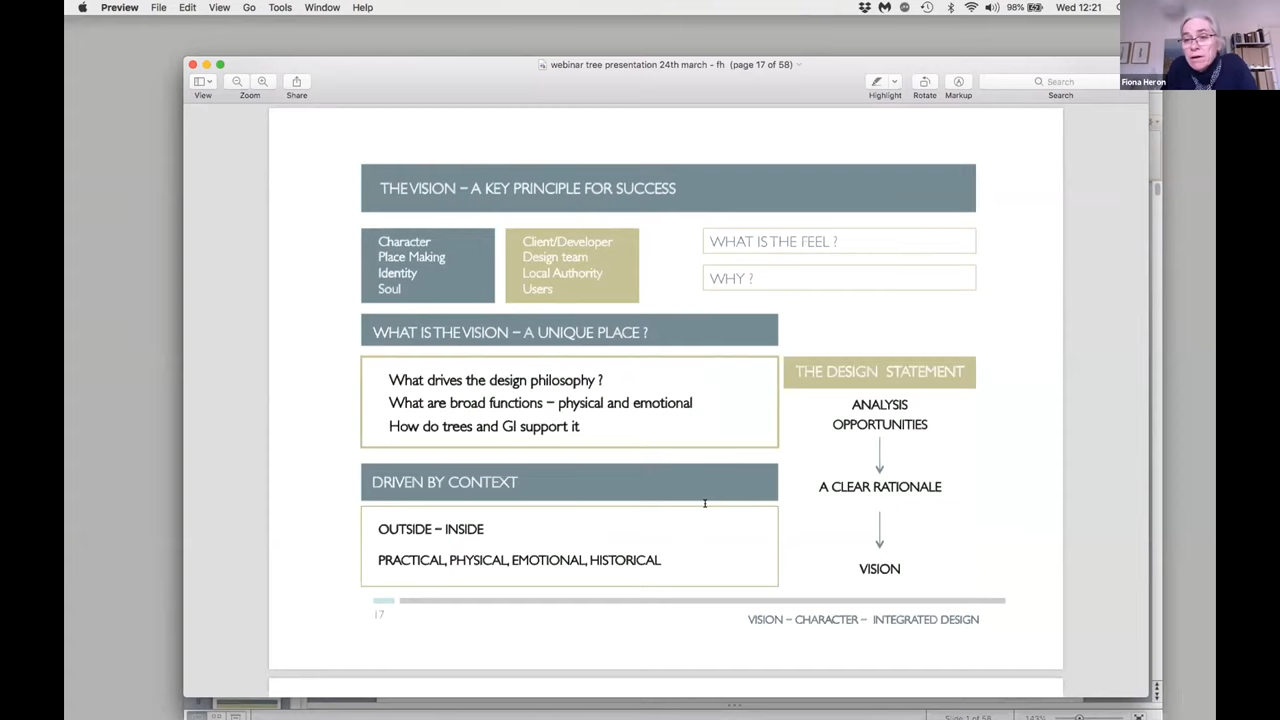 Preview File Edit View Go Tools Window Help
98% Wed 12:21
webinar tree presentation 24th march - fh (page 17 of 58)
View Zoom Share Highlight Rotate Markup Search
Search
Fiona Heron
THE VISION – A KEY PRINCIPLE FOR SUCCESS
Character
Place Making
Identity
Soul
Client/Developer
Design team
Local Authority
Users
WHAT IS THE FEEL ?
WHY ?
WHAT IS THE VISION – A UNIQUE PLACE ?
What drives the design philosophy ?
What are broad functions – physical and emotional
How do trees and GI support it
THE DESIGN STATEMENT
ANALYSIS
OPPORTUNITIES
A CLEAR RATIONALE
VISION
DRIVEN BY CONTEXT
OUTSIDE – INSIDE
PRACTICAL, PHYSICAL, EMOTIONAL, HISTORICAL
17
VISION – CHARACTER – INTEGRATED DESIGN
Slide 1 of 58
143%